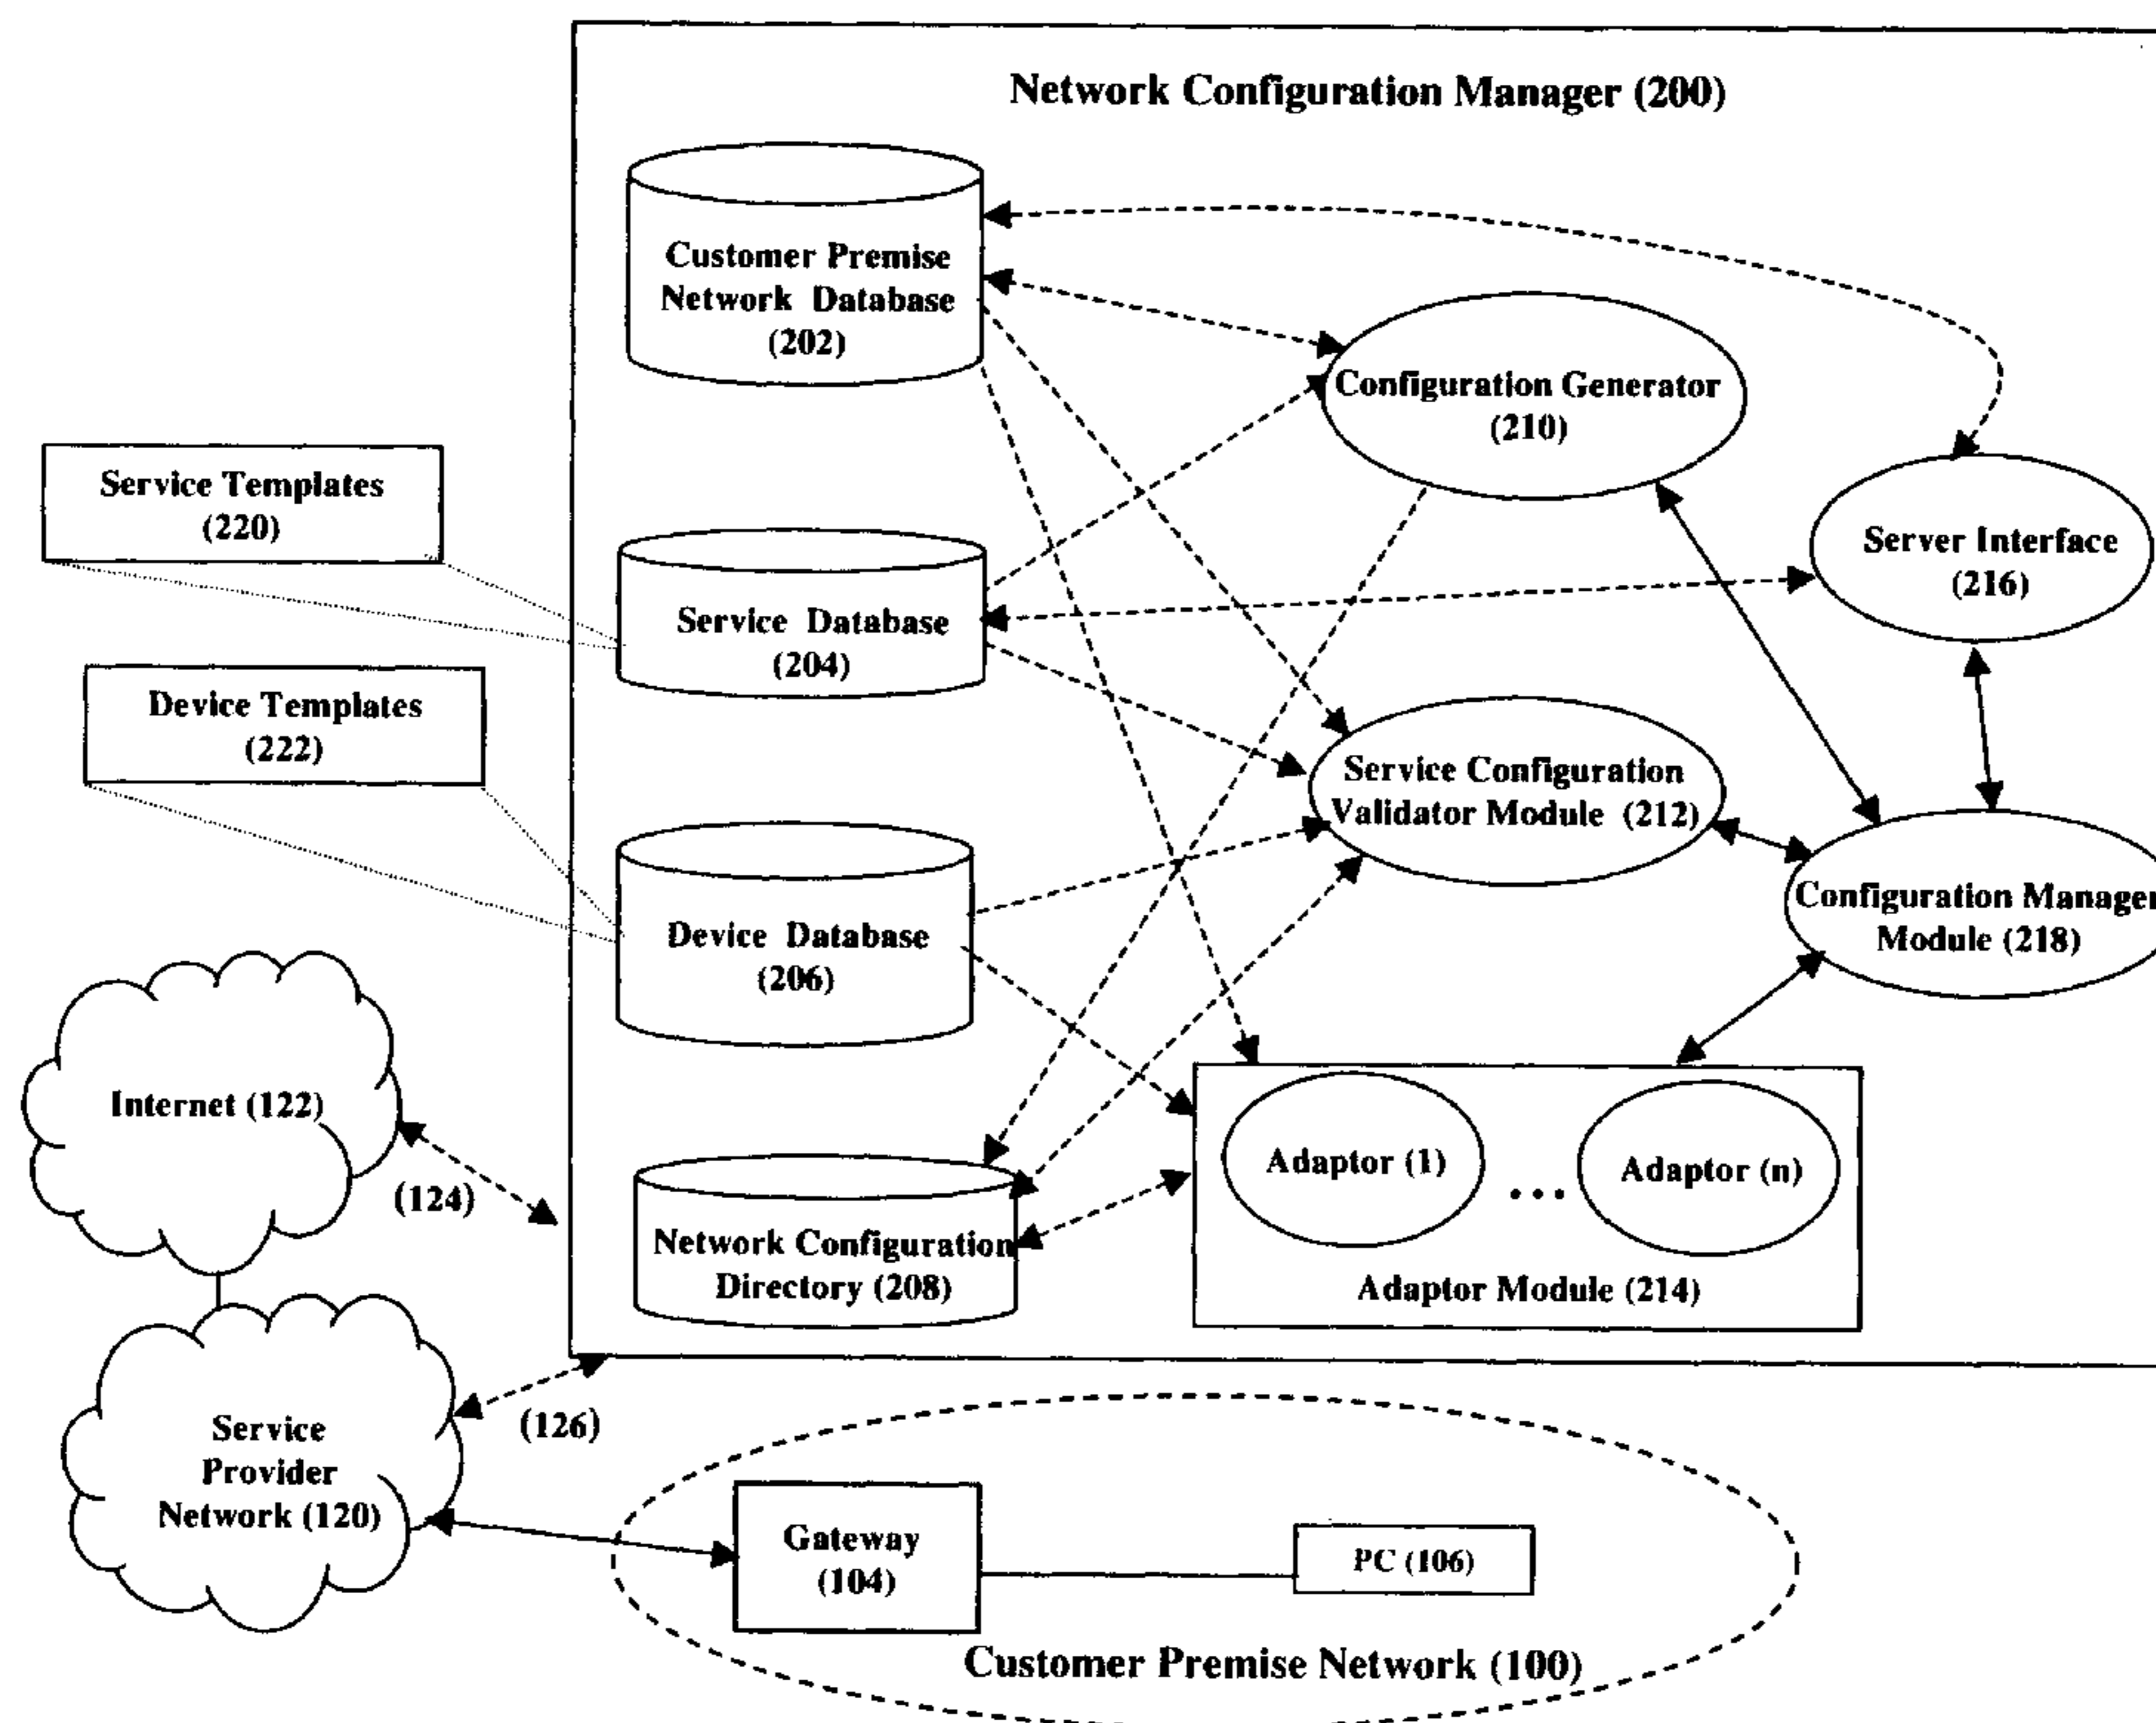 Network Configuration Manager (200)
Customer Premise
Network Database
(202)
Configuration Generator
(210)
Service Templates
(220)
Server Interface
(216)
Service Database
(204)
Device Templates
(222)
Service Configuration
Validator Module (212)
Configuration Manager
Module (218)
Device Database
(206)
Internet (122)
(124)
Adaptor (1)
...
Adaptor (n)
Adaptor Module (214)
Network Configuration
Directory (208)
Service
Provider
Network (120)
(126)
Gateway
(104)
PC (106)
Customer Premise Network (100)